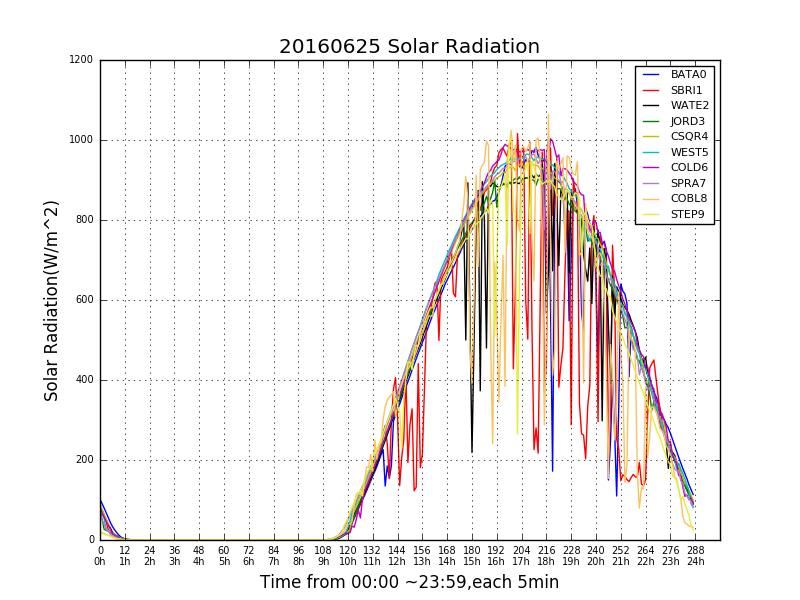 20160625 Solar Radiation
1200
1000
800
600
400
200
0
Solar Radiation(W/m^2)
BATA0
SBRI1
WATE2
JORD3
CSQR4
WEST5
COLD6
SPRA7
COBL8
STEP9
0 12 24 36 48 60 72 84 96 108 120 132 144 156 168 180 192 204 216 228 240 252 264 276 288
0h 1h 2h 3h 4h 5h 6h 7h 8h 9h 10h 11h 12h 13h 14h 15h 16h 17h 18h 19h 20h 21h 22h 23h 24h
Time from 00:00 ~23:59,each 5min